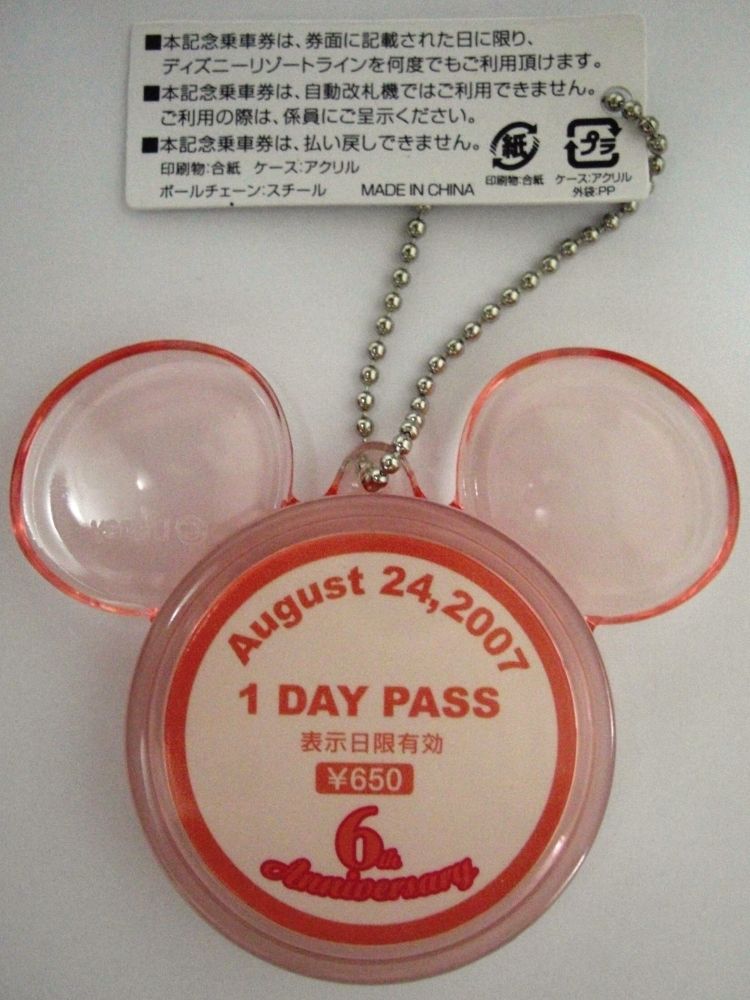 ■本記念乗車券は、券面に記載された日に限り、
ディズニーリゾートラインを何度でもご利用頂けます。
■本記念乗車券は、自動改札機ではご利用できません。
ご利用の際は、係員にご呈示ください。
■本記念乗車券は、払い戻しできません。
印刷物:合紙 ケース:アクリル
ボールチェーン:スチール MADE IN CHINA
紙
印刷物:合紙
プラ
ケース:アクリル
外袋:PP
August 24,2007
1 DAY PASS
表示日限有効
¥650
6th
Anniversary